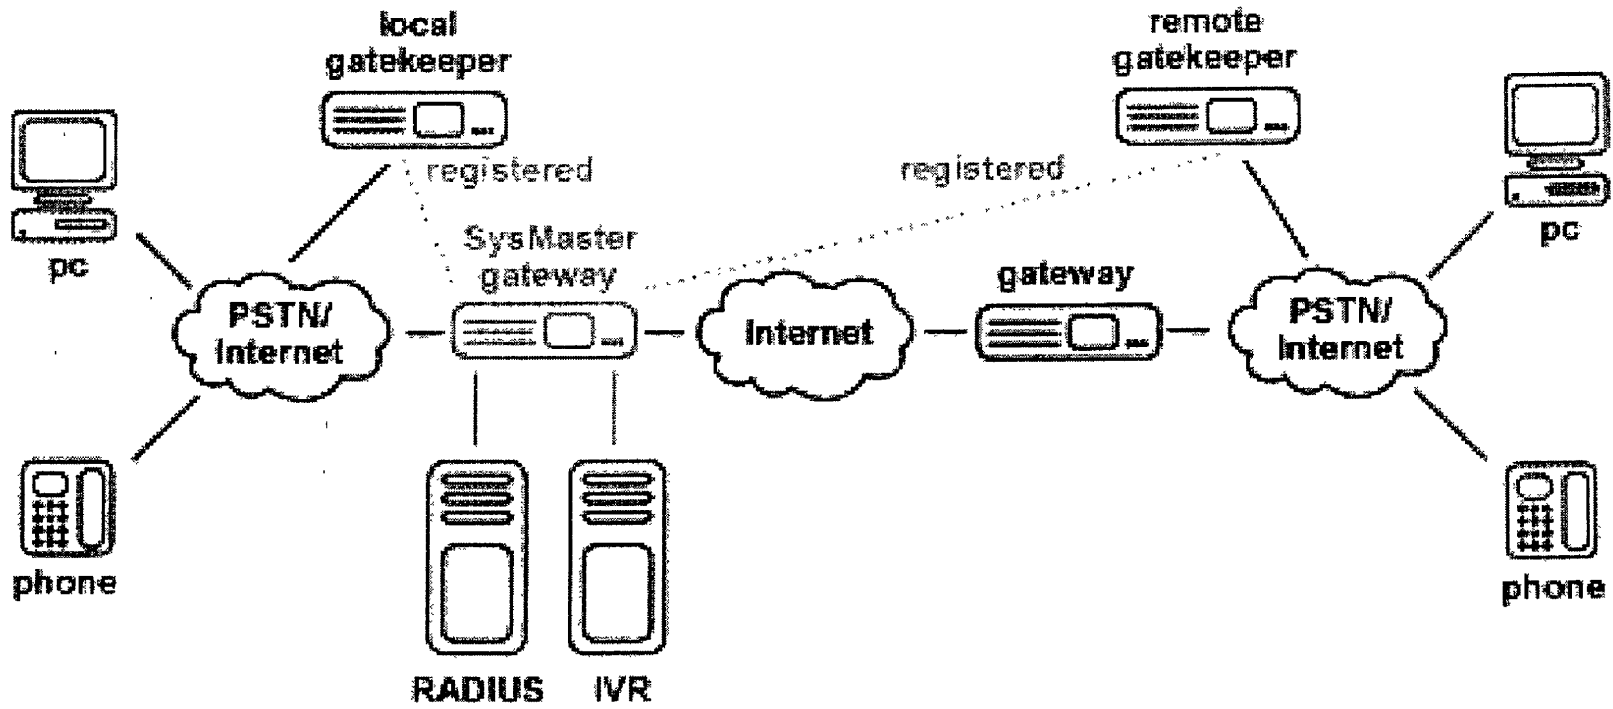 local
gatekeeper
remote
gatekeeper
registered
registered
pc
pc
SysMaster
gateway
gateway
PSTN/
Internet
Internet
PSTN/
Internet
phone
phone
RADIUS
IVR